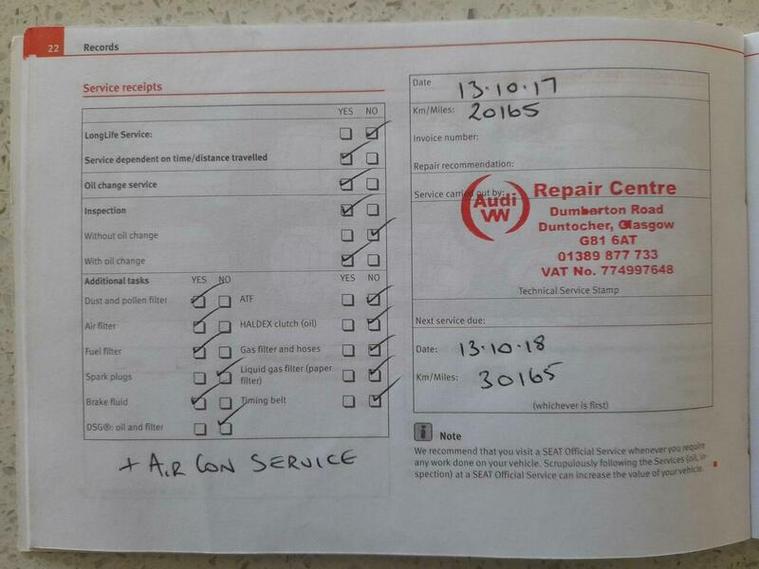 22 Records
Service receipts
YES NO
LongLife Service:
Service dependent on time/distance travelled
Oil change service
Inspection
Without oil change
With oil change
Additional tasks YES NO YES NO
Dust and pollen filter ATF
Air filter HALDEX clutch (oil)
Fuel filter Gas filter and hoses
Spark plugs Liquid gas filter (paper
filter)
Brake fluid Timing belt
DSG®: oil and filter
+ AIR CON SERVICE
Date 13.10.17
Km/Miles: 20165
Invoice number:
Repair recommendation:
Service carried out by:
Audi
VW
Repair Centre
Dumbarton Road
Duntocher, Glasgow
G81 6AT
01389 877 733
VAT No. 774997648
Technical Service Stamp
Next service due:
Date: 13.10.18
Km/Miles: 30165
(whichever is first)
i Note
We recommend that you visit a SEAT Official Service whenever you require
any work done on your vehicle. Scrupulously following the Services (oil, in-
spection) at a SEAT Official Service can increase the value of your vehicle.